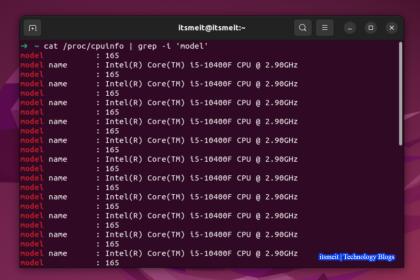 itsmeit@itsmeit:~
➜ ~ cat /proc/cpuinfo | grep -i 'model'
model : 165
model name : Intel(R) Core(TM) i5-10400F CPU @ 2.90GHz
model : 165
model name : Intel(R) Core(TM) i5-10400F CPU @ 2.90GHz
model : 165
model name : Intel(R) Core(TM) i5-10400F CPU @ 2.90GHz
model : 165
model name : Intel(R) Core(TM) i5-10400F CPU @ 2.90GHz
model : 165
model name : Intel(R) Core(TM) i5-10400F CPU @ 2.90GHz
model : 165
model name : Intel(R) Core(TM) i5-10400F CPU @ 2.90GHz
model : 165
model name : Intel(R) Core(TM) i5-10400F CPU @ 2.90GHz
model : 165
model name : Intel(R) Core(TM) i5-10400F CPU @ 2.90GHz
model : 165
model name : Intel(R) Core(TM) i5-10400F CPU @ 2.90GHz
model : 165
model name : Intel(R) Core(TM) i5-10400F CPU @ 2.90GHz
model : 165
model name : Intel(R) Core(TM) i5-10400F CPU @ 2.90GHz
model : 165
itsmeit | Technology Blogs